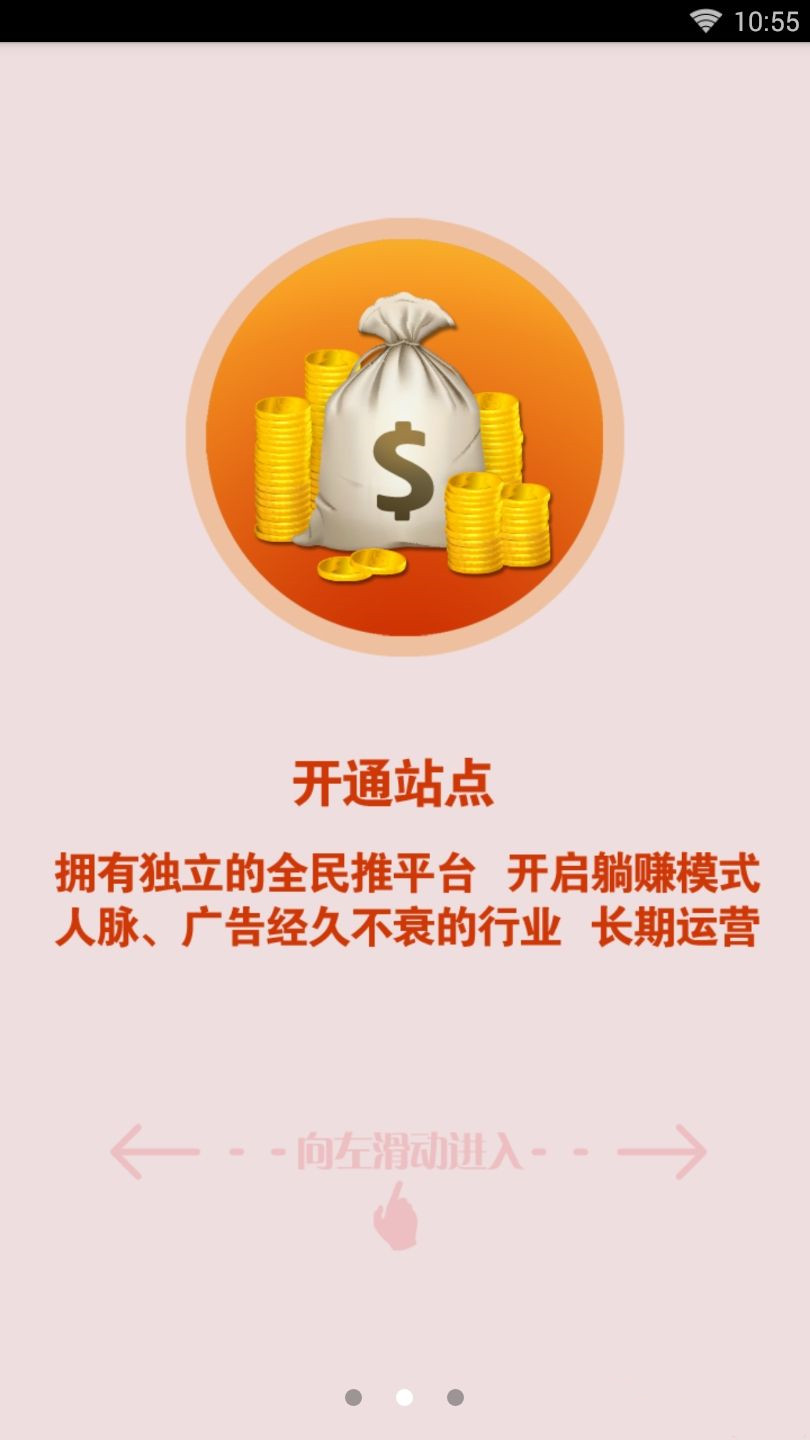 10:55
$
开通站点
拥有独立的全民推平台 开启躺赚模式
人脉、广告经久不衰的行业 长期运营
向左滑动进入